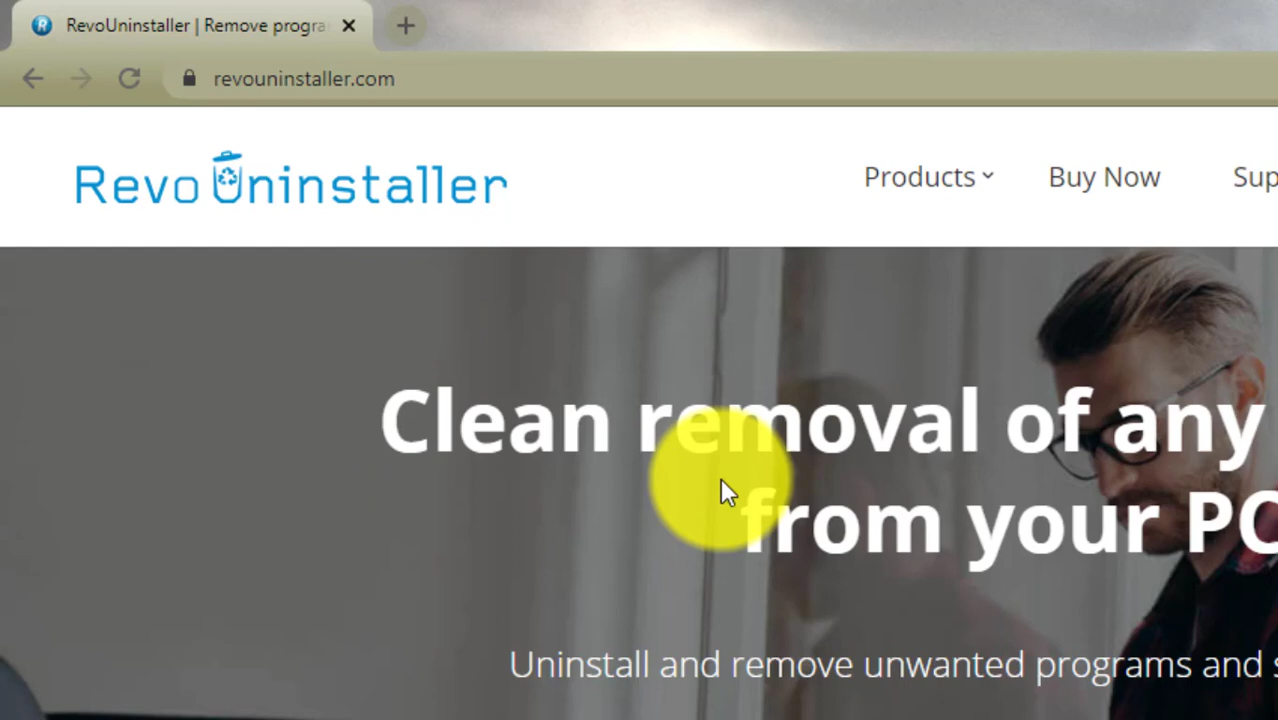 RevoUninstaller | Remove progra
revouninstaller.com
Revo Uninstaller
Products
Buy Now
Sup
Clean removal of any
from your PC
Uninstall and remove unwanted programs and s